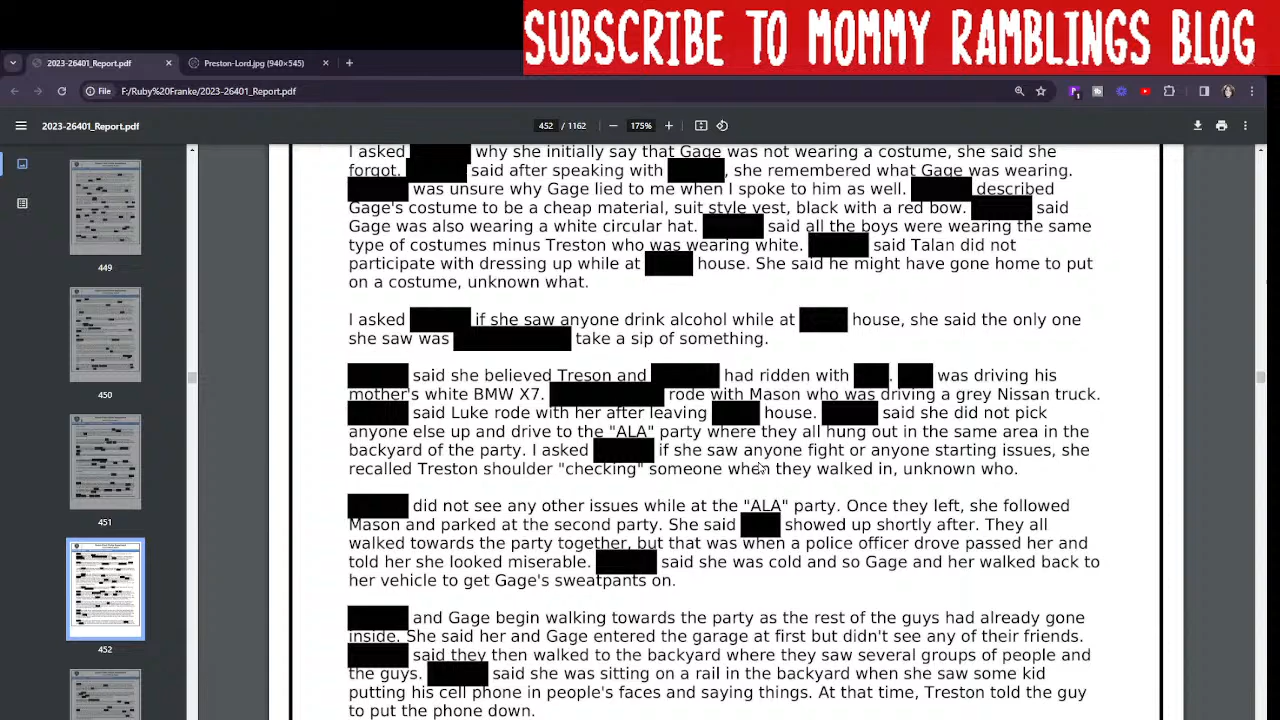 SUBSCRIBE TO MOMMY RAMBLINGS BLOG
2023-26401_Report.pdf
Preston-Lord.jpg (940×545)
File F:/Ruby%20Franke/2023-26401_Report.pdf
2023-26401_Report.pdf
452 / 1162
175%
449
450
451
452
I asked why she initially say that Gage was not wearing a costume, she said she
forgot. said after speaking with , she remembered what Gage was wearing.
was unsure why Gage lied to me when I spoke to him as well. described
Gage's costume to be a cheap material, suit style vest, black with a red bow. said
Gage was also wearing a white circular hat. said all the boys were wearing the same
type of costumes minus Treston who was wearing white. said Talan did not
participate with dressing up while at house. She said he might have gone home to put
on a costume, unknown what.
I asked if she saw anyone drink alcohol while at house, she said the only one
she saw was take a sip of something.
said she believed Treson and had ridden with . was driving his
mother's white BMW X7. rode with Mason who was driving a grey Nissan truck.
said Luke rode with her after leaving house. said she did not pick
anyone else up and drive to the "ALA" party where they all hung out in the same area in the
backyard of the party. I asked if she saw anyone fight or anyone starting issues, she
recalled Treston shoulder "checking" someone when they walked in, unknown who.
did not see any other issues while at the "ALA" party. Once they left, she followed
Mason and parked at the second party. She said showed up shortly after. They all
walked towards the party together, but that was when a police officer drove passed her and
told her she looked miserable. said she was cold and so Gage and her walked back to
her vehicle to get Gage's sweatpants on.
and Gage begin walking towards the party as the rest of the guys had already gone
inside. She said her and Gage entered the garage at first but didn't see any of their friends.
said they then walked to the backyard where they saw several groups of people and
the guys. said she was sitting on a rail in the backyard when she saw some kid
putting his cell phone in people's faces and saying things. At that time, Treston told the guy
to put the phone down.